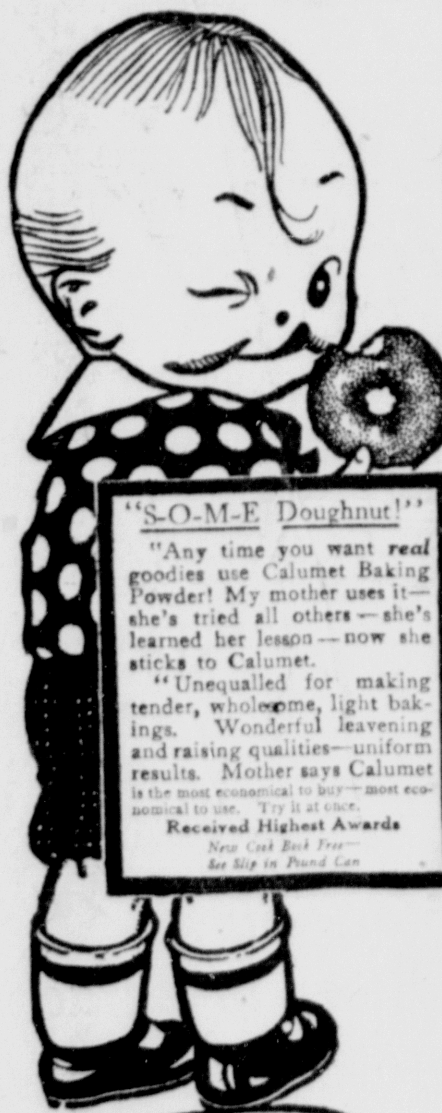 "S-O-M-E Doughnut!"
"Any time you want real
goodies use Calumet Baking
Powder! My mother uses it—
she's tried all others—she's
learned her lesson—now she
sticks to Calumet.
"Unequalled for making
tender, wholesome, light bak-
ings. Wonderful leavening
and raising qualities—uniform
results. Mother says Calumet
is the most economical to buy—most eco-
nomical to use. Try it at once.
Received Highest Awards
New Cook Book Free—
See Slip in Pound Can